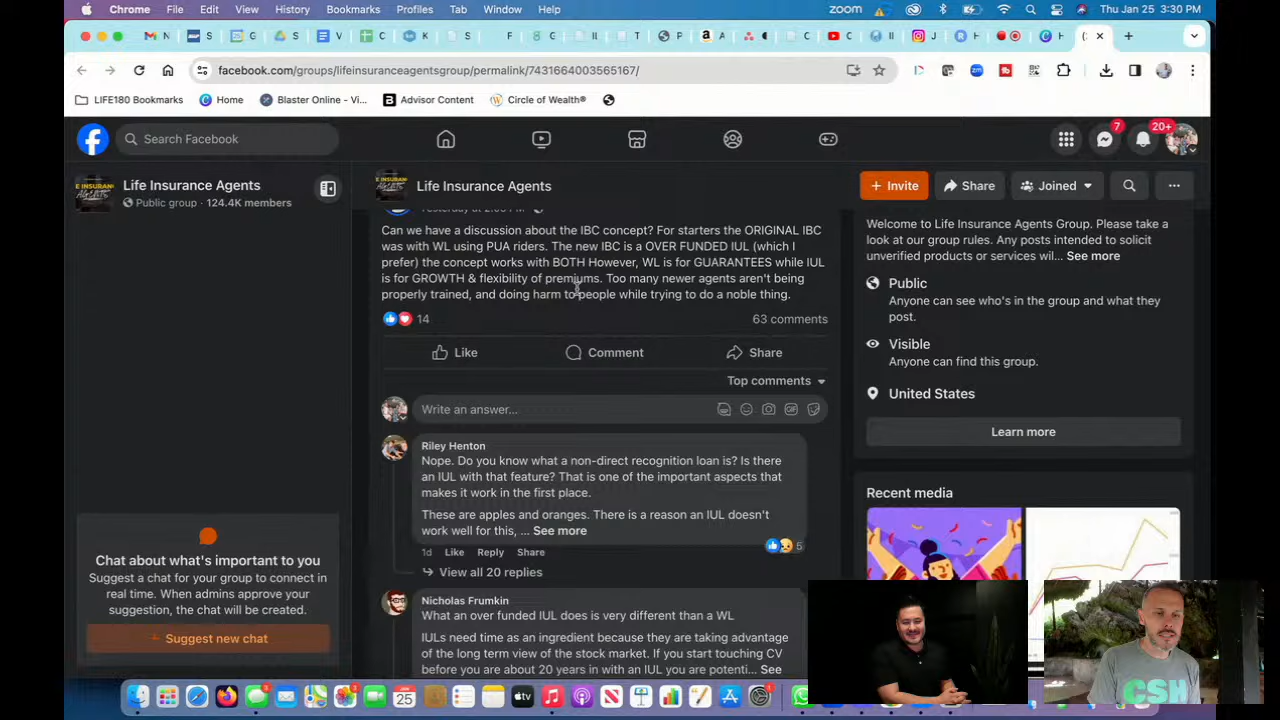 Chrome File Edit View History Bookmarks Profiles Tab Window Help
zoom Thu Jan 25 3:30 PM
facebook.com/groups/lifeinsuranceagentsgroup/permalink/7431664003565167/
LIFE180 Bookmarks Home Blaster Online - Vi... Advisor Content Circle of Wealth®
Search Facebook
7
20+
Life Insurance Agents
Public group · 124.4K members
Life Insurance Agents
+ Invite Share Joined
Can we have a discussion about the IBC concept? For starters the ORIGINAL IBC
was with WL using PUA riders. The new IBC is a OVER FUNDED IUL (which I
prefer) the concept works with BOTH However, WL is for GUARANTEES while IUL
is for GROWTH & flexibility of premiums. Too many newer agents aren't being
properly trained, and doing harm to people while trying to do a noble thing.
14 63 comments
Like Comment Share
Top comments
Write an answer...
Riley Henton
Nope. Do you know what a non-direct recognition loan is? Is there
an IUL with that feature? That is one of the important aspects that
makes it work in the first place.
These are apples and oranges. There is a reason an IUL doesn't
work well for this, ... See more
5
1d Like Reply Share
View all 20 replies
Nicholas Frumkin
What an over funded IUL does is very different than a WL
IULs need time as an ingredient because they are taking advantage
of the long term view of the stock market. If you start touching CV
before you are about 20 years in with an IUL you are potenti... See
Welcome to Life Insurance Agents Group. Please take
a look at our group rules. Any posts intended to solicit
unverified products or services wil... See more
Public
Anyone can see who's in the group and what they
post.
Visible
Anyone can find this group.
United States
Learn more
Recent media
Chat about what's important to you
Suggest a chat for your group to connect in
real time. When admins approve your
suggestion, the chat will be created.
+ Suggest new chat
CSH